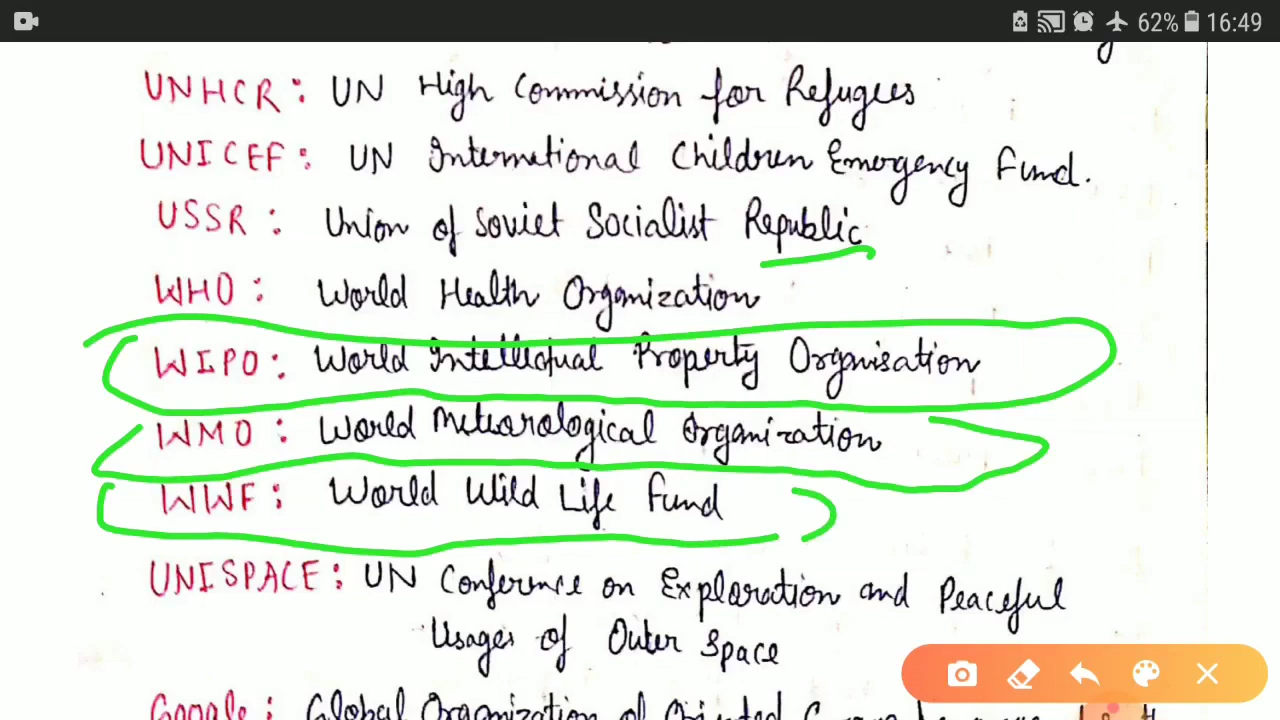 62% 16:49
UNHCR: UN High Commission for Refugees
UNICEF: UN International Children Emergency Fund.
USSR: Union of Soviet Socialist Republic
WHO: World Health Organization
WIPO: World Intellequal Property Organisation
WMO: World Meteorological Organization
WWF: World Wild Life Fund
UNISPACE: UN Conference on Exploration and Peaceful
Usages of Outer Space
Google: Global Organization of Oriented